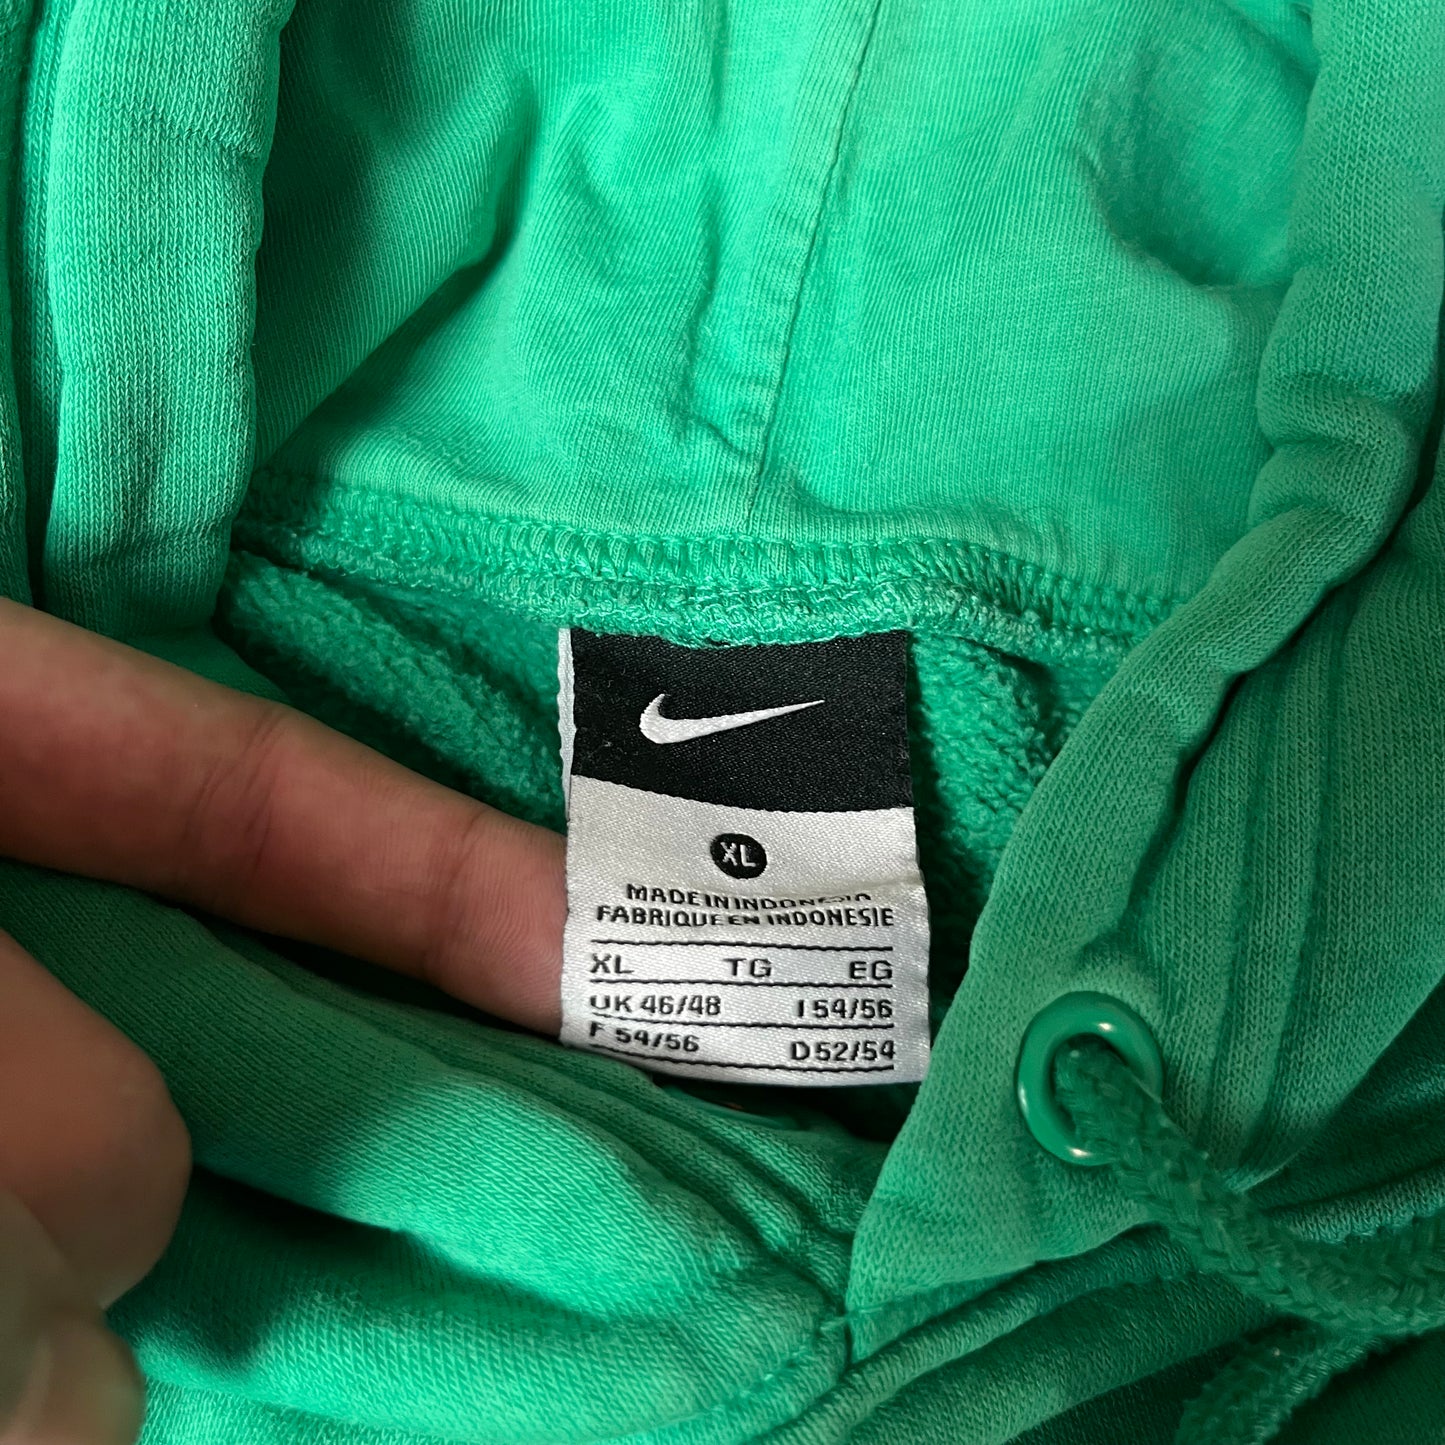 XL
MADE IN INDONESIA
FABRIQUE EN INDONESIE
XL TG EG
UK 46/48 I 54/56
F 54/56 D 52/54